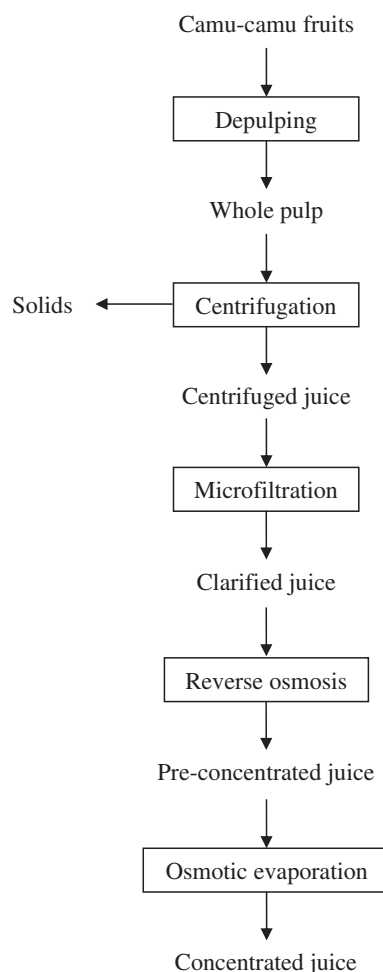 Camu-camu fruits
Depulping
Whole pulp
Solids
Centrifugation
Centrifuged juice
Microfiltration
Clarified juice
Reverse osmosis
Pre-concentrated juice
Osmotic evaporation
Concentrated juice